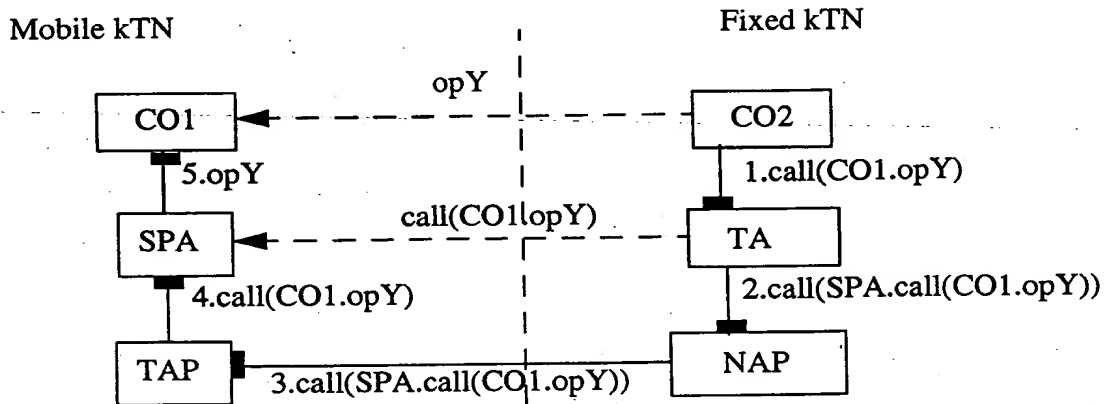 Mobile kTN
Fixed kTN
opY
CO1
CO2
5.opY
1.call(CO1.opY)
call(CO1.opY)
SPA
TA
4.call(CO1.opY)
2.call(SPA.call(CO1.opY))
TAP
NAP
3.call(SPA.call(CO1.opY))